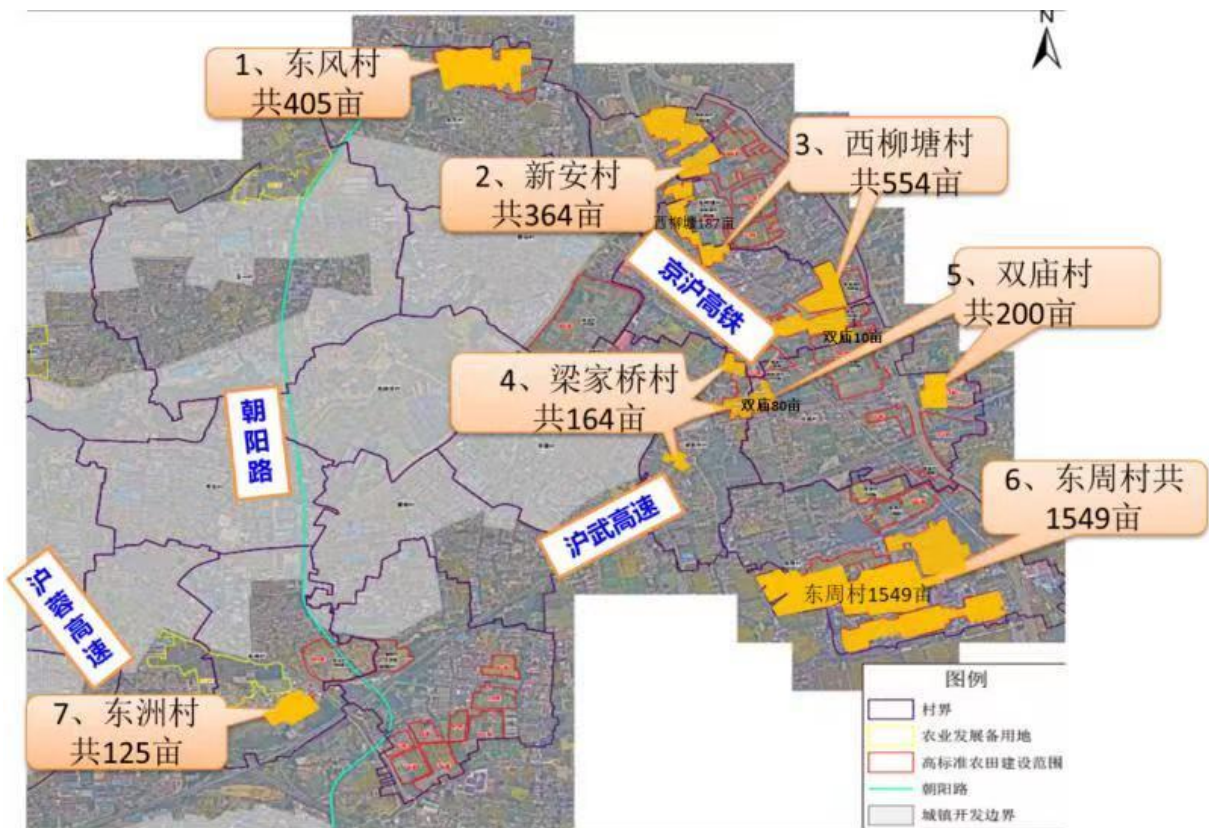 N
1、东风村
共405亩
2、新安村
共364亩
3、西柳塘村
共554亩
西柳塘187亩
京沪高铁
5、双庙村
共200亩
双庙10亩
4、梁家桥村
共164亩
双庙80亩
朝阳路
沪武高速
6、东周村共
1549亩
东周村1549亩
沪蓉高速
7、东洲村
共125亩
图例
村界
农业发展备用地
高标准农田建设范围
朝阳路
城镇开发边界